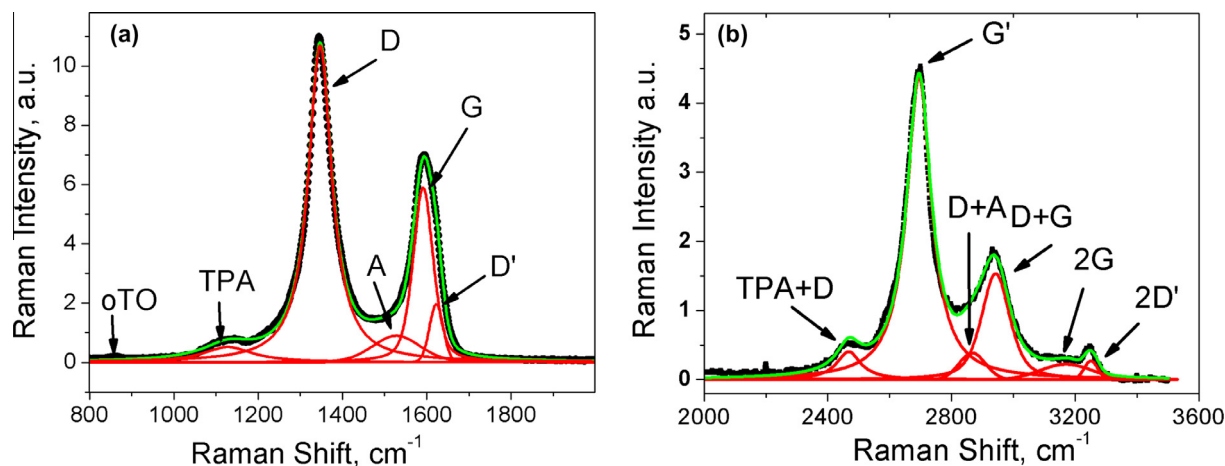 (a)
D
G
D'
A
TPA
oTO
10
8
6
4
2
0
800 1000 1200 1400 1600 1800
Raman Intensity, a.u.
Raman Shift, cm⁻¹
(b)
G'
D+A
D+G
2G
2D'
TPA+D
5
4
3
2
1
0
2000 2400 2800 3200 3600
Raman Intensity a.u.
Raman Shift, cm⁻¹